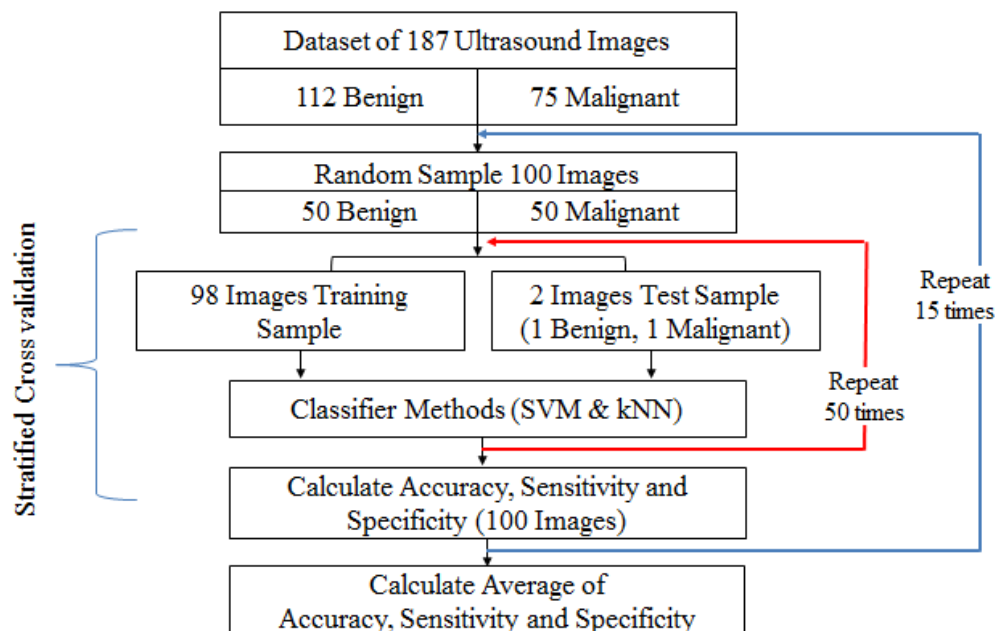 Dataset of 187 Ultrasound Images
112 Benign
75 Malignant
Random Sample 100 Images
50 Benign
50 Malignant
98 Images Training
Sample
2 Images Test Sample
(1 Benign, 1 Malignant)
Classifier Methods (SVM & kNN)
Calculate Accuracy, Sensitivity and
Specificity (100 Images)
Calculate Average of
Accuracy, Sensitivity and Specificity
Stratified Cross validation
Repeat
50 times
Repeat
15 times